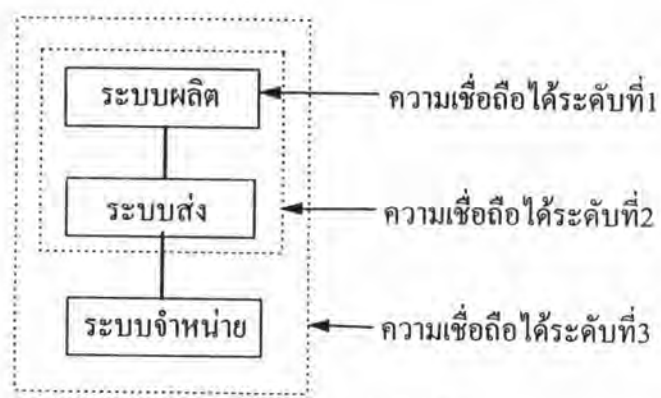 ระบบผลิต
ความเชื่อถือได้ระดับที่1
ระบบส่ง
ความเชื่อถือได้ระดับที่2
ระบบจำหน่าย
ความเชื่อถือได้ระดับที่3